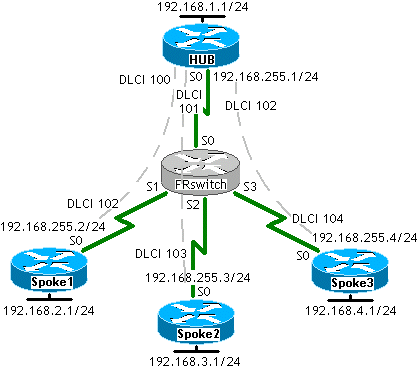 192.168.1.1/24
HUB
DLCI 100
S0
192.168.255.1/24
DLCI
101
DLCI 102
S0
FRswitch
S1
S2
S3
DLCI 102
DLCI 104
192.168.255.2/24
S0
DLCI 103
192.168.255.4/24
S0
Spoke1
192.168.2.1/24
192.168.255.3/24
S0
Spoke3
192.168.4.1/24
Spoke2
192.168.3.1/24